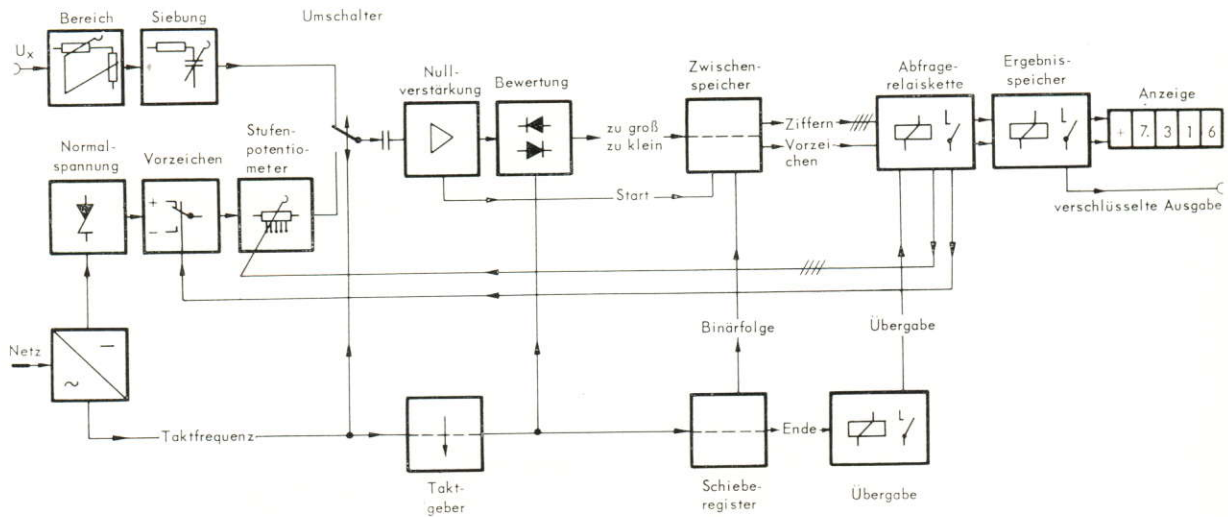 Bereich
Siebung
Umschalter
Ux
Null-
verstärkung
Bewertung
Zwischen-
speicher
Abfrage-
relaiskette
Ergebnis-
speicher
Anzeige
zu groß
zu klein
Ziffern
Vorzei-
chen
L
L
+ 7. 3 1 6
Normal-
spannung
Vorzeichen
Stufen-
potentio-
meter
Start
verschlüsselte Ausgabe
+
−
+
Netz
−
~
Binärfolge
Übergabe
Taktfrequenz
Ende
L
Takt-
geber
Schiebe-
register
Übergabe